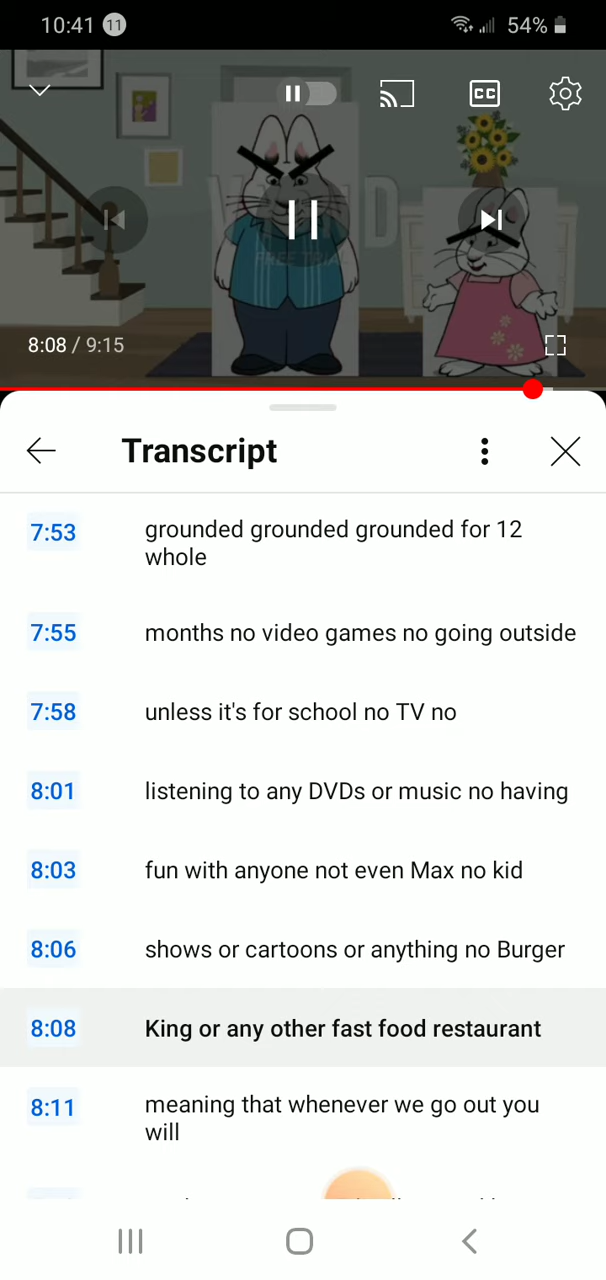 10:41 11 54%
CC
FREE TRIAL
8:08 / 9:15
Transcript
7:53 grounded grounded grounded for 12
whole
7:55 months no video games no going outside
7:58 unless it's for school no TV no
8:01 listening to any DVDs or music no having
8:03 fun with anyone not even Max no kid
8:06 shows or cartoons or anything no Burger
8:08 King or any other fast food restaurant
8:11 meaning that whenever we go out you
will